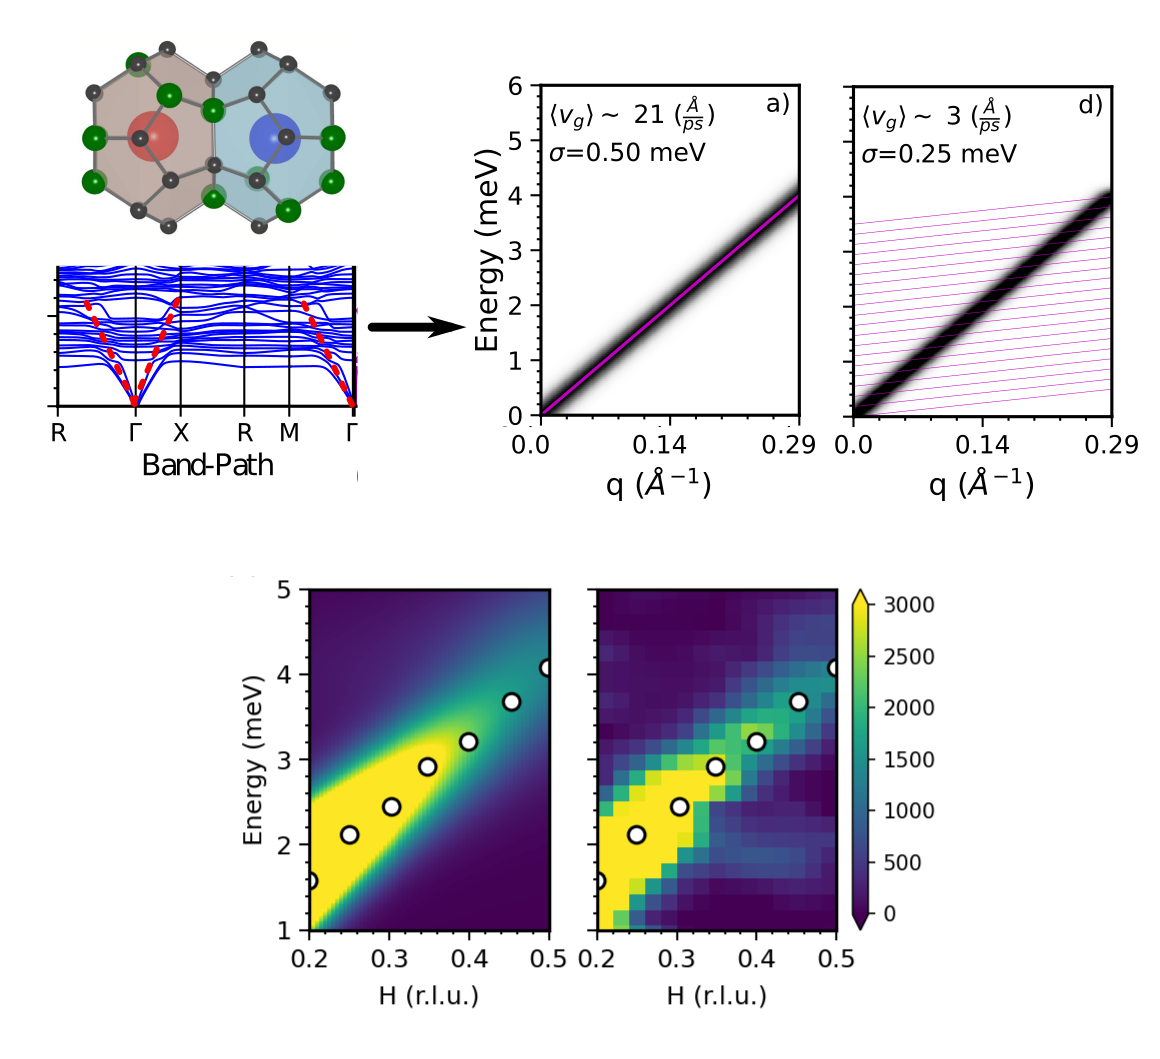 R Γ X R M Γ
Band-Path
Energy (meV)
6
5
4
3
2
1
0
⟨v_g⟩ ~ 21 (Å/ps)
a)
σ=0.50 meV
0.0 0.14 0.29
q (Å⁻¹)
⟨v_g⟩ ~ 3 (Å/ps)
d)
σ=0.25 meV
0.0 0.14 0.29
q (Å⁻¹)
Energy (meV)
5
4
3
2
1
0.2 0.3 0.4 0.5
H (r.l.u.)
0.2 0.3 0.4 0.5
H (r.l.u.)
3000
2500
2000
1500
1000
500
0